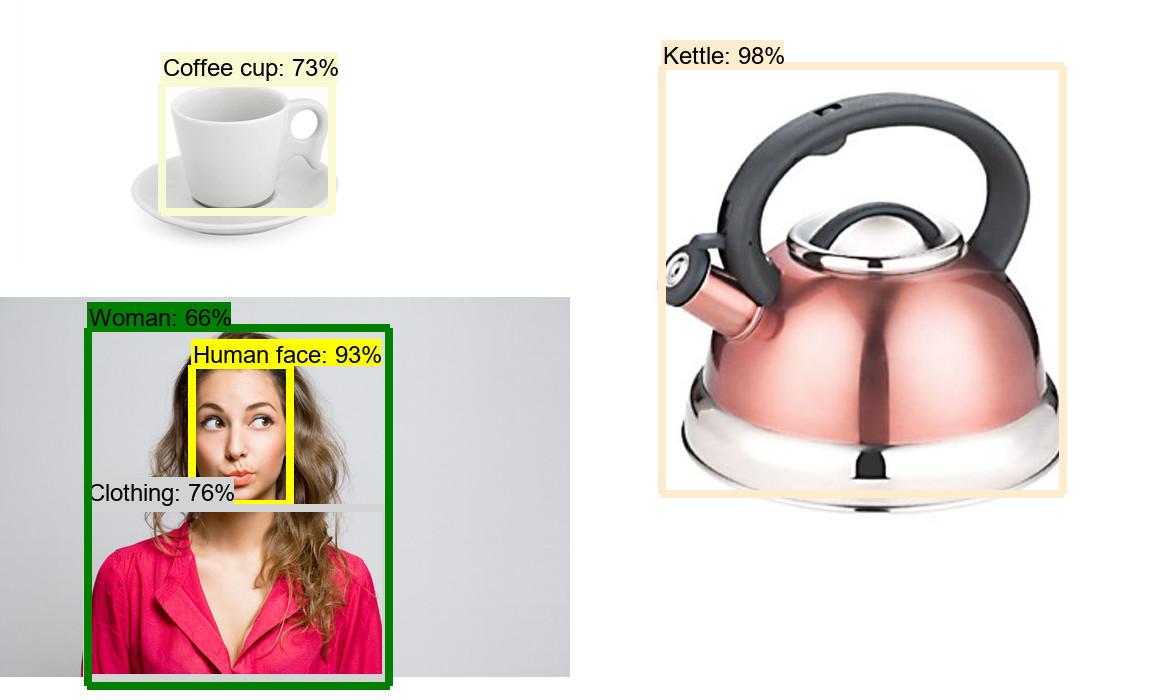 Coffee cup: 73%
Kettle: 98%
Woman: 66%
Human face: 93%
Clothing: 76%